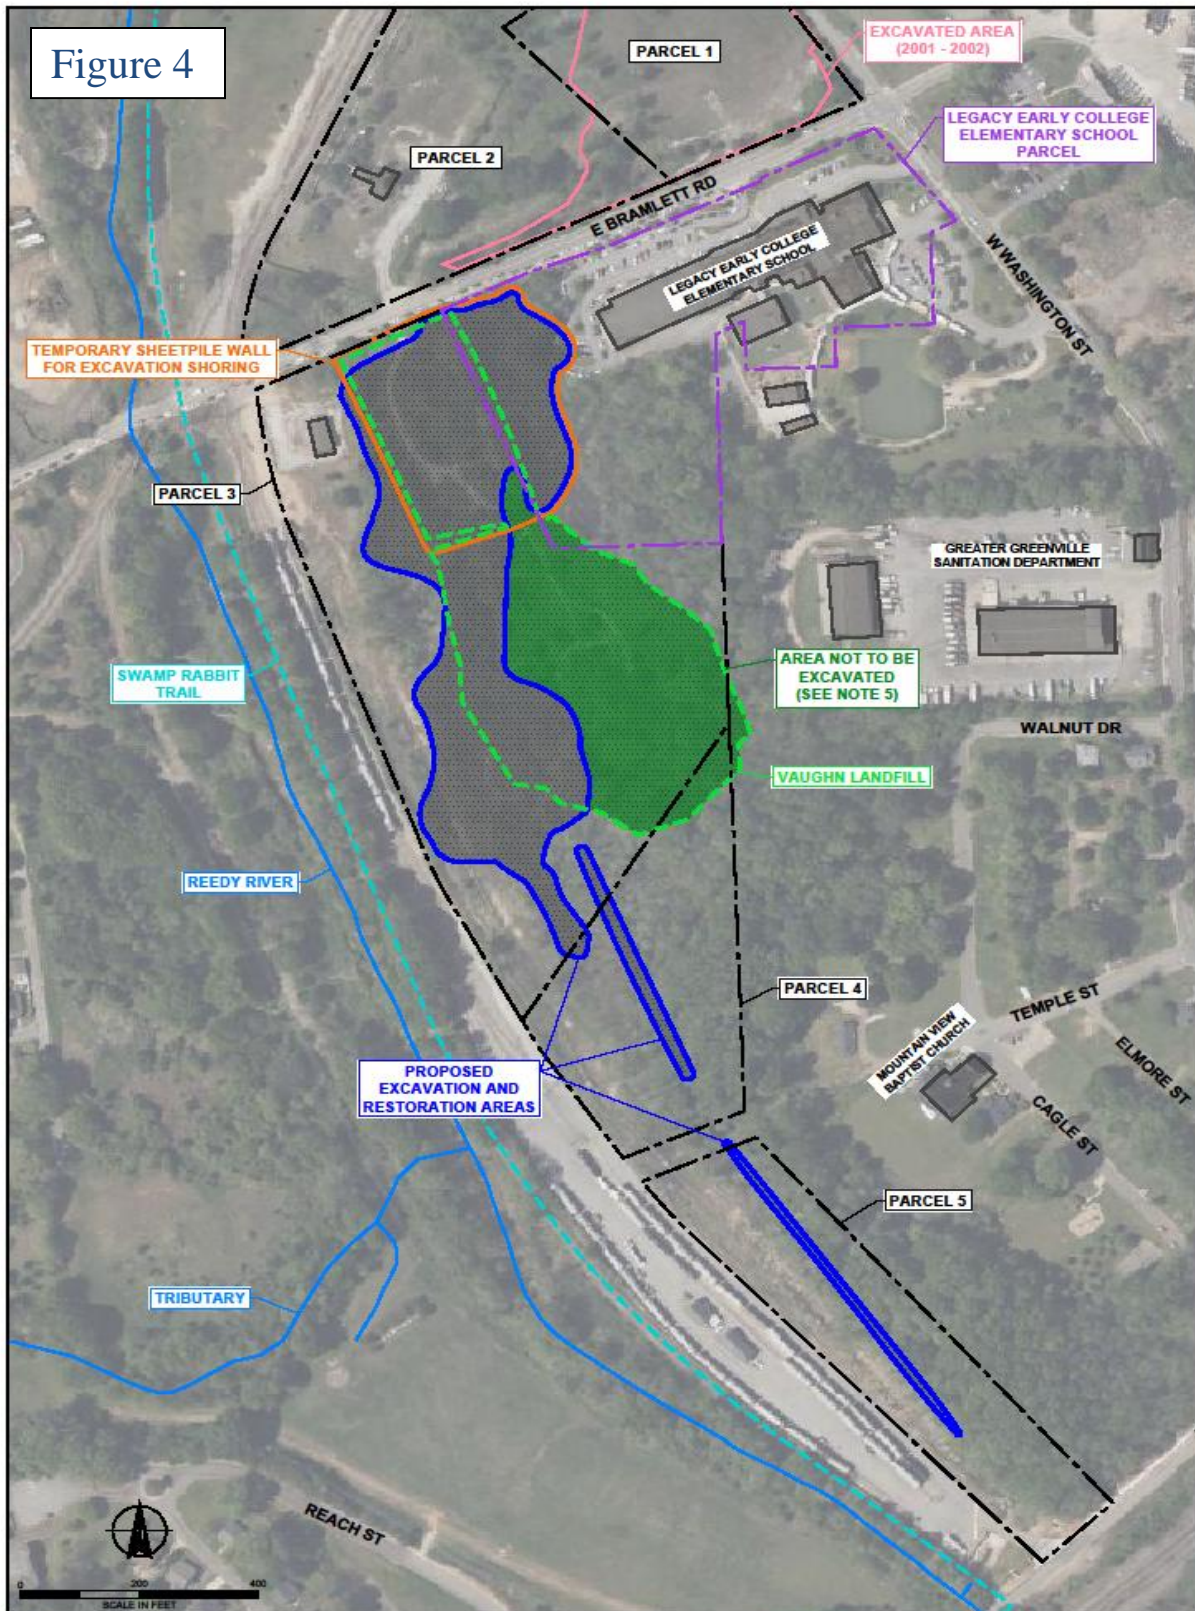 Figure 4
PARCEL 1
EXCAVATED AREA
(2001 - 2002)
LEGACY EARLY COLLEGE
ELEMENTARY SCHOOL
PARCEL
PARCEL 2
E BRAMLETT RD
LEGACY EARLY COLLEGE
ELEMENTARY SCHOOL
W WASHINGTON ST
TEMPORARY SHEETPILE WALL
FOR EXCAVATION SHORING
PARCEL 3
GREATER GREENVILLE
SANITATION DEPARTMENT
SWAMP RABBIT
TRAIL
AREA NOT TO BE
EXCAVATED
(SEE NOTE 5)
WALNUT DR
VAUGHN LANDFILL
REEDY RIVER
PARCEL 4
TEMPLE ST
MOUNTAIN VIEW
BAPTIST CHURCH
ELMORE ST
PROPOSED
EXCAVATION AND
RESTORATION AREAS
CAGLE ST
PARCEL 5
TRIBUTARY
REACH ST
0 200 400
SCALE IN FEET